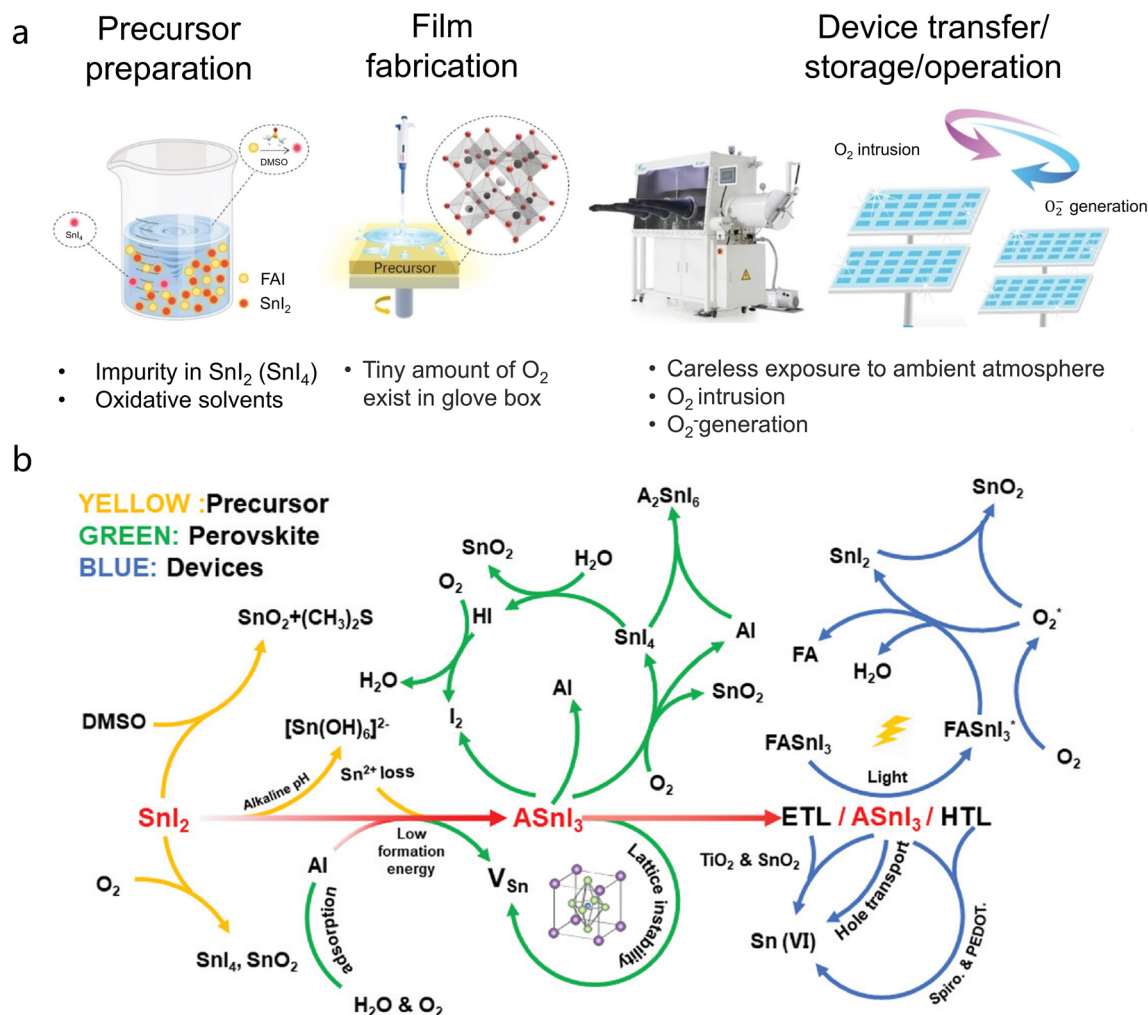 a
Precursor
preparation
Film
fabrication
Device transfer/
storage/operation
DMSO
SnI₄
FAI
SnI₂
Precursor
O₂ intrusion
O₂⁻ generation
• Impurity in SnI₂ (SnI₄)
• Oxidative solvents
• Tiny amount of O₂
exist in glove box
• Careless exposure to ambient atmosphere
• O₂ intrusion
• O₂⁻generation
b
YELLOW :Precursor
GREEN: Perovskite
BLUE: Devices
SnO₂+(CH₃)₂S
DMSO
[Sn(OH)₆]²⁻
Alkaline pH
Sn²⁺ loss
SnI₂
O₂
SnI₄, SnO₂
AI
adsorption
H₂O & O₂
Low
formation
energy
V_Sn
ASnI₃
Lattice instability
SnO₂
H₂O
O₂
HI
H₂O
I₂
SnI₄
A₂SnI₆
AI
AI
SnO₂
O₂
SnO₂
SnI₂
O₂*
FA
H₂O
FASnI₃
FASnI₃*
O₂
Light
ETL / ASnI₃ / HTL
TiO₂ & SnO₂
Hole transport
Sn (VI)
Spiro. & PEDOT.